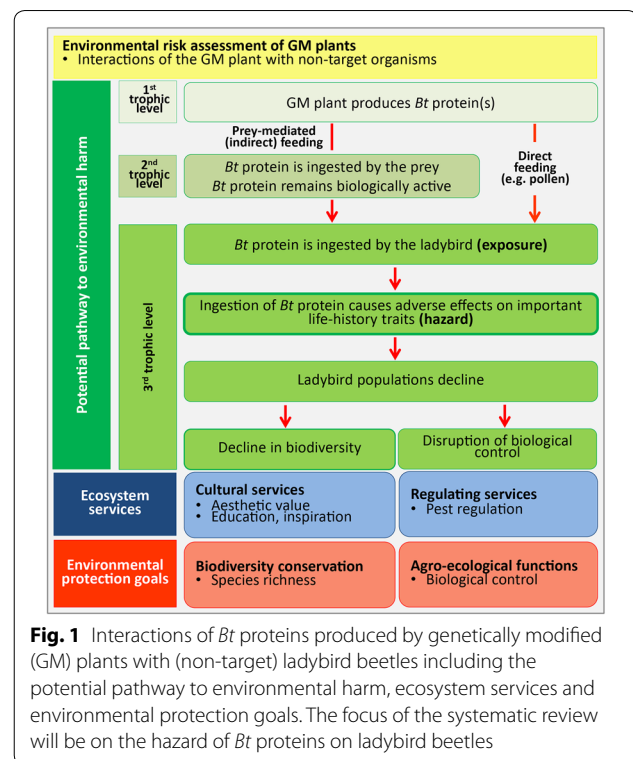 Environmental risk assessment of GM plants
• Interactions of the GM plant with non-target organisms
Potential pathway to environmental harm
1st
trophic
level
GM plant produces Bt protein(s)
Prey-mediated
(indirect) feeding
Direct
feeding
(e.g. pollen)
2nd
trophic
level
Bt protein is ingested by the prey
Bt protein remains biologically active
3rd trophic level
Bt protein is ingested by the ladybird (exposure)
Ingestion of Bt protein causes adverse effects on important
life-history traits (hazard)
Ladybird populations decline
Decline in biodiversity
Disruption of biological
control
Ecosystem
services
Cultural services
• Aesthetic value
• Education, inspiration
Regulating services
• Pest regulation
Environmental
protection goals
Biodiversity conservation
• Species richness
Agro-ecological functions
• Biological control
Fig. 1 Interactions of Bt proteins produced by genetically modified
(GM) plants with (non-target) ladybird beetles including the
potential pathway to environmental harm, ecosystem services and
environmental protection goals. The focus of the systematic review
will be on the hazard of Bt proteins on ladybird beetles